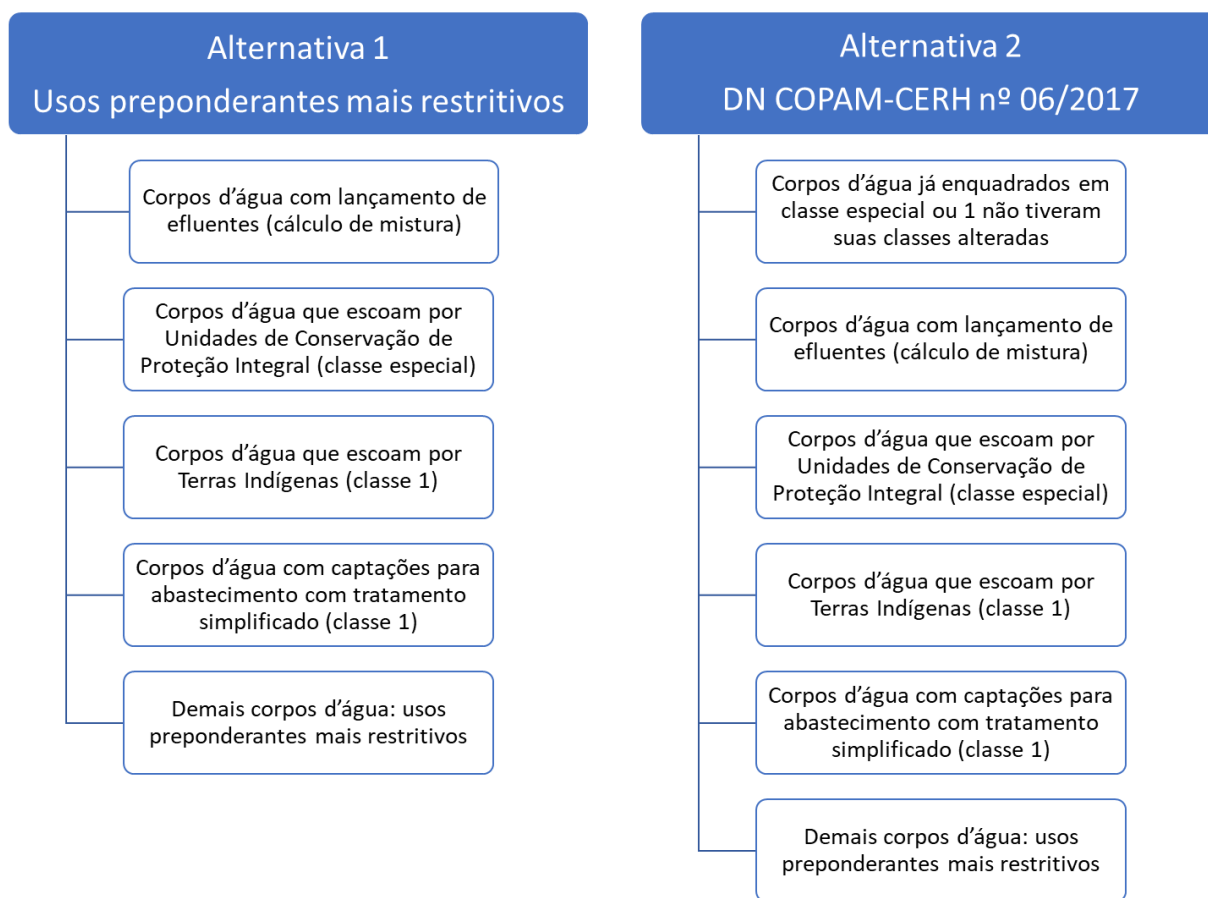 Alternativa 1
Usos preponderantes mais restritivos
Corpos d'água com lançamento de
efluentes (cálculo de mistura)
Corpos d'água que escoam por
Unidades de Conservação de
Proteção Integral (classe especial)
Corpos d'água que escoam por
Terras Indígenas (classe 1)
Corpos d'água com captações para
abastecimento com tratamento
simplificado (classe 1)
Demais corpos d'água: usos
preponderantes mais restritivos
Alternativa 2
DN COPAM-CERH nº 06/2017
Corpos d'água já enquadrados em
classe especial ou 1 não tiveram
suas classes alteradas
Corpos d'água com lançamento de
efluentes (cálculo de mistura)
Corpos d'água que escoam por
Unidades de Conservação de
Proteção Integral (classe especial)
Corpos d'água que escoam por
Terras Indígenas (classe 1)
Corpos d'água com captações para
abastecimento com tratamento
simplificado (classe 1)
Demais corpos d'água: usos
preponderantes mais restritivos